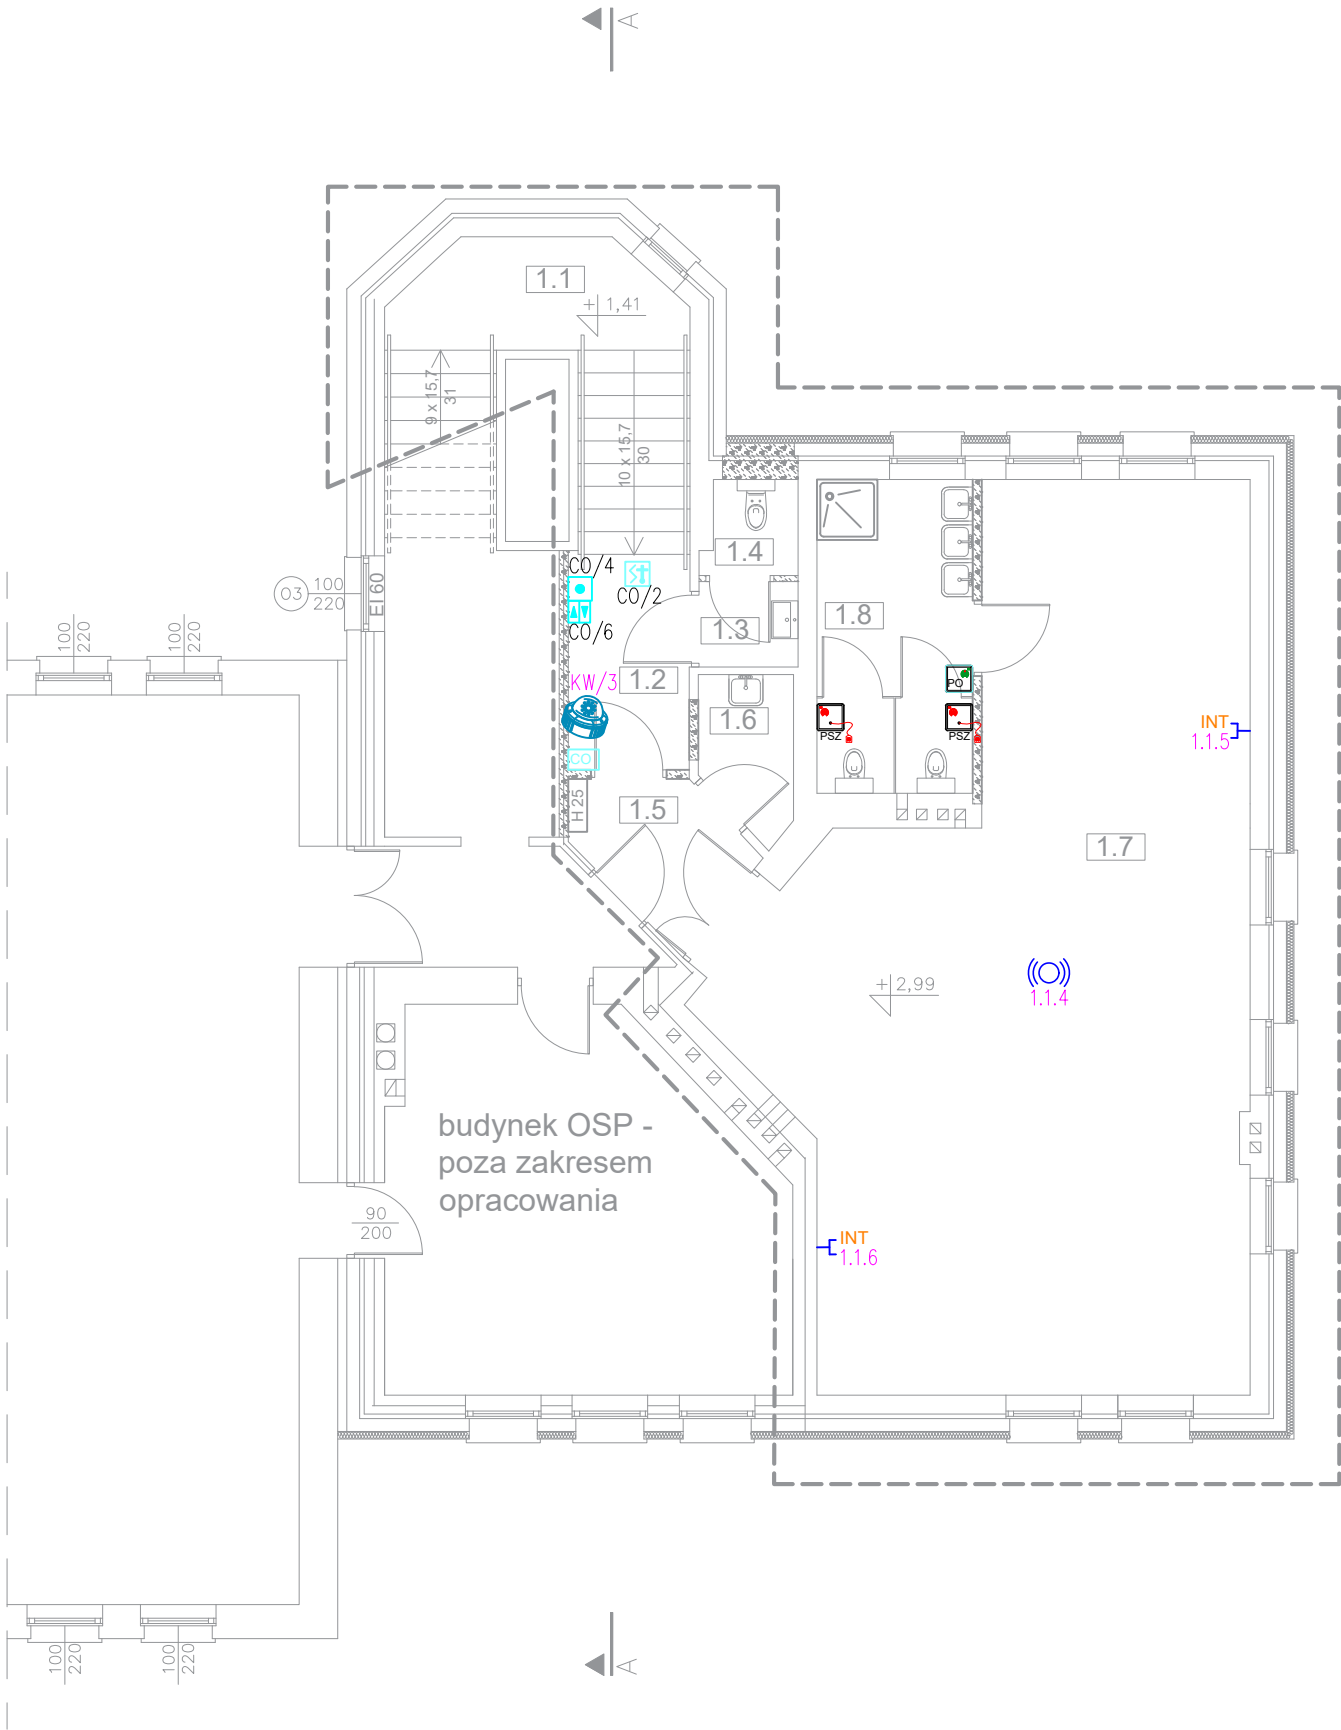 A
1.1
+ 1,41
9 x 15,7
31
10 x 15,7
30
1.4
CO/4
CO/2
CO/6
03
100
220
EI 60
100
220
100
220
1.3
1.8
KW/3
1.2
PO
1.6
PSZ
PSZ
INT
1.1.5
CO
H 25
1.5
1.7
+ 2,99
1.1.4
budynek OSP -
poza zakresem
opracowania
90
200
INT
1.1.6
100
220
100
220
A